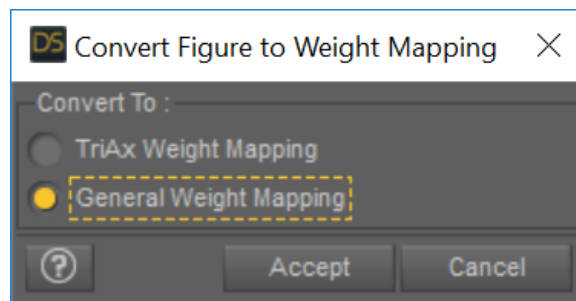 DS Convert Figure to Weight Mapping
Convert To :
TriAx Weight Mapping
General Weight Mapping
? Accept Cancel